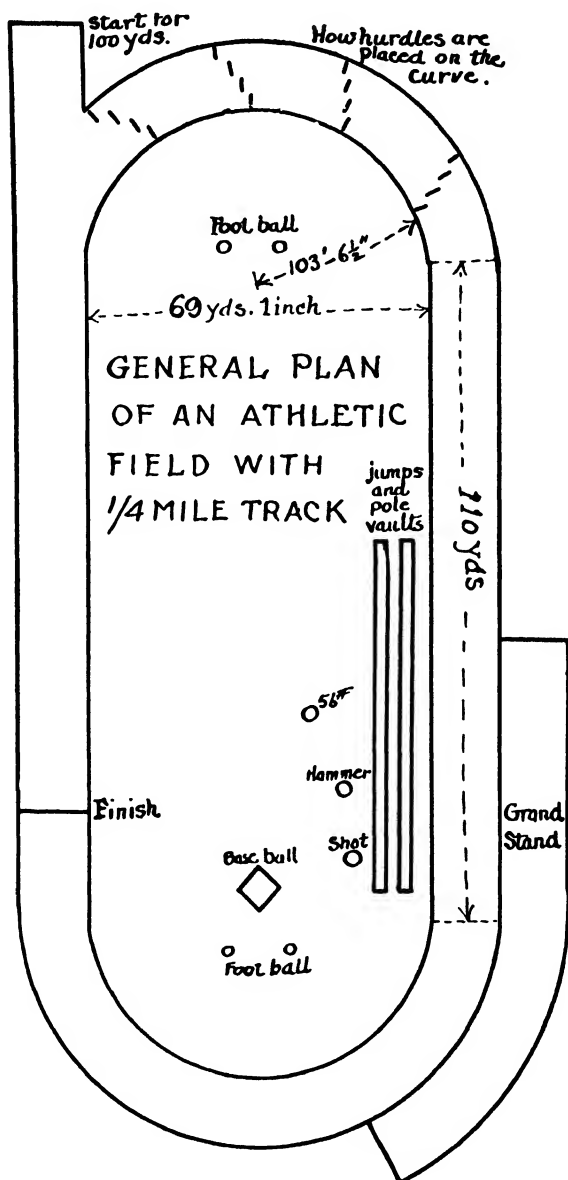 start for
100 yds.
How hurdles are
placed on the
curve.
Foot ball
103'-6½"
69 yds. 1 inch
GENERAL PLAN
OF AN ATHLETIC
FIELD WITH
1/4 MILE TRACK
jumps
and
pole
vaults
110 yds
56#
Hammer
Finish
Grand
Stand
Shot
Base ball
Foot ball